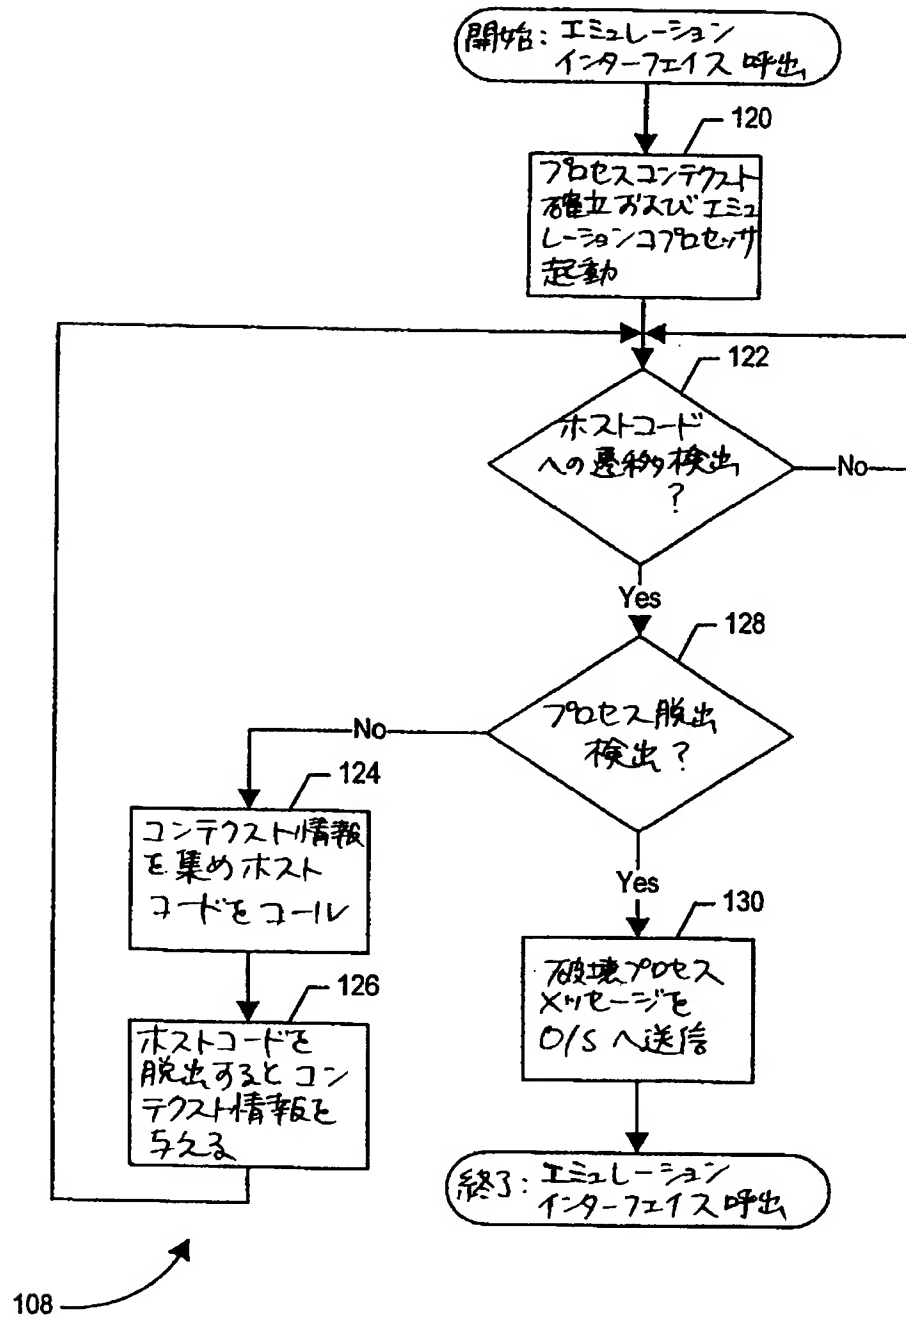 開始: エミュレーション
インターフェイス 呼出
120
プロセスコンテクスト
確立およびエミュ
レーションコプロセッサ
起動
122
ホストコード
への遷移検出
?
No
Yes
128
プロセス脱出
検出?
No
124
コンテクスト情報
を集めホスト
コードをコール
Yes
130
破壊プロセス
メッセージを
O/Sへ送信
126
ホストコードを
脱出するとコン
テクスト情報を
与える
終了: エミュレーション
インターフェイス 呼出
108